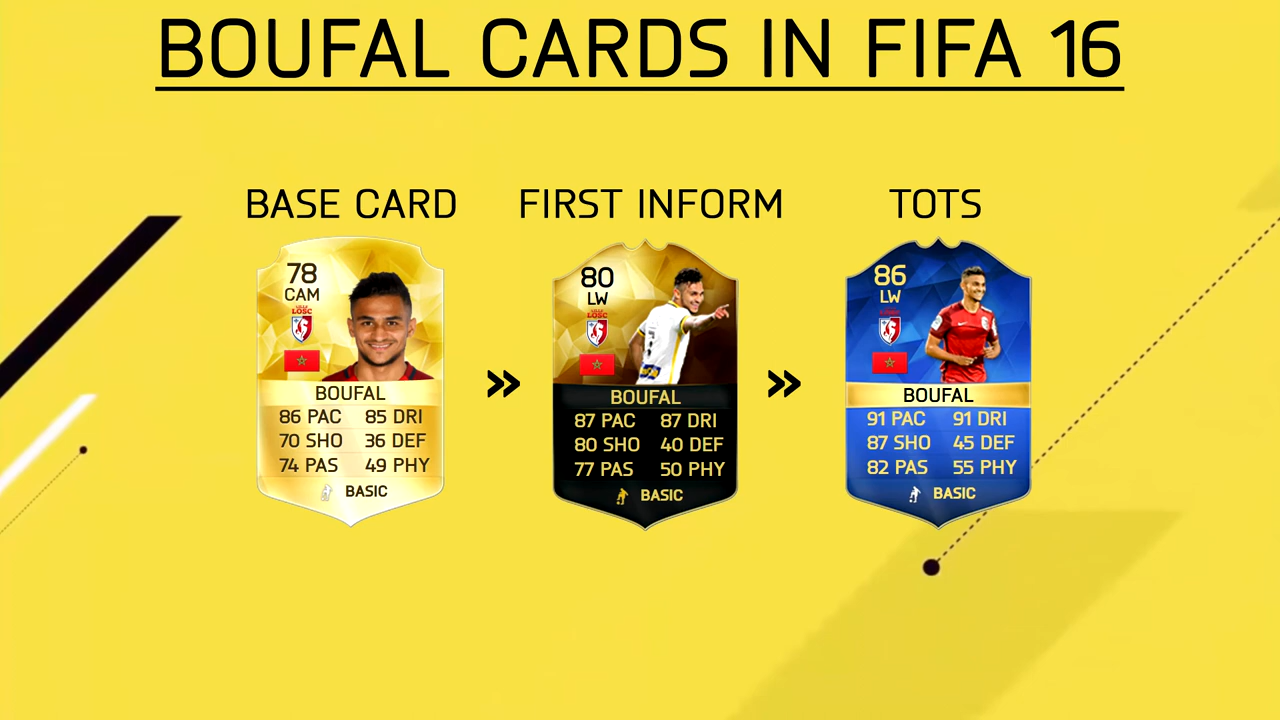 BOUFAL CARDS IN FIFA 16
BASE CARD
78
CAM
LOSC
BOUFAL
86 PAC 85 DRI
70 SHO 36 DEF
74 PAS 49 PHY
BASIC
»
FIRST INFORM
80
LW
LOSC
BOUFAL
87 PAC 87 DRI
80 SHO 40 DEF
77 PAS 50 PHY
BASIC
»
TOTS
86
LW
BOUFAL
91 PAC 91 DRI
87 SHO 45 DEF
82 PAS 55 PHY
BASIC